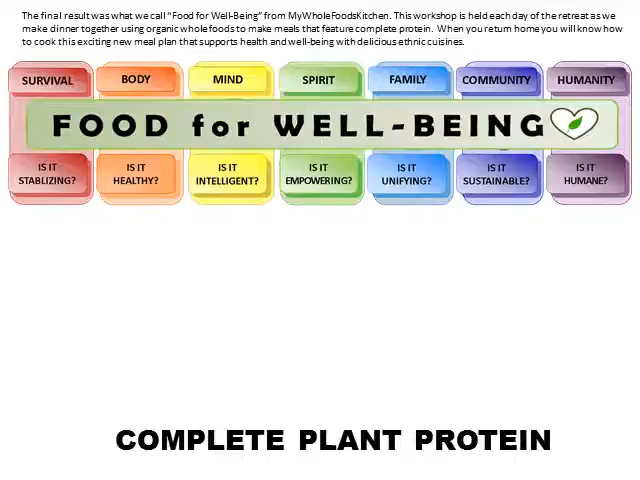 The final result was what we call “Food for Well-Being” from MyWholeFoodsKitchen. This workshop is held each day of the retreat as we
make dinner together using organic whole foods to make meals that feature complete protein. When you return home you will know how
to cook this exciting new meal plan that supports health and well-being with delicious ethnic cuisines.
SURVIVAL BODY MIND SPIRIT FAMILY COMMUNITY HUMANITY
FOOD for WELL-BEING
IS IT IS IT IS IT IS IT IS IT IS IT IS IT
STABLIZING? HEALTHY? INTELLIGENT? EMPOWERING? UNIFYING? SUSTAINABLE? HUMANE?
COMPLETE PLANT PROTEIN